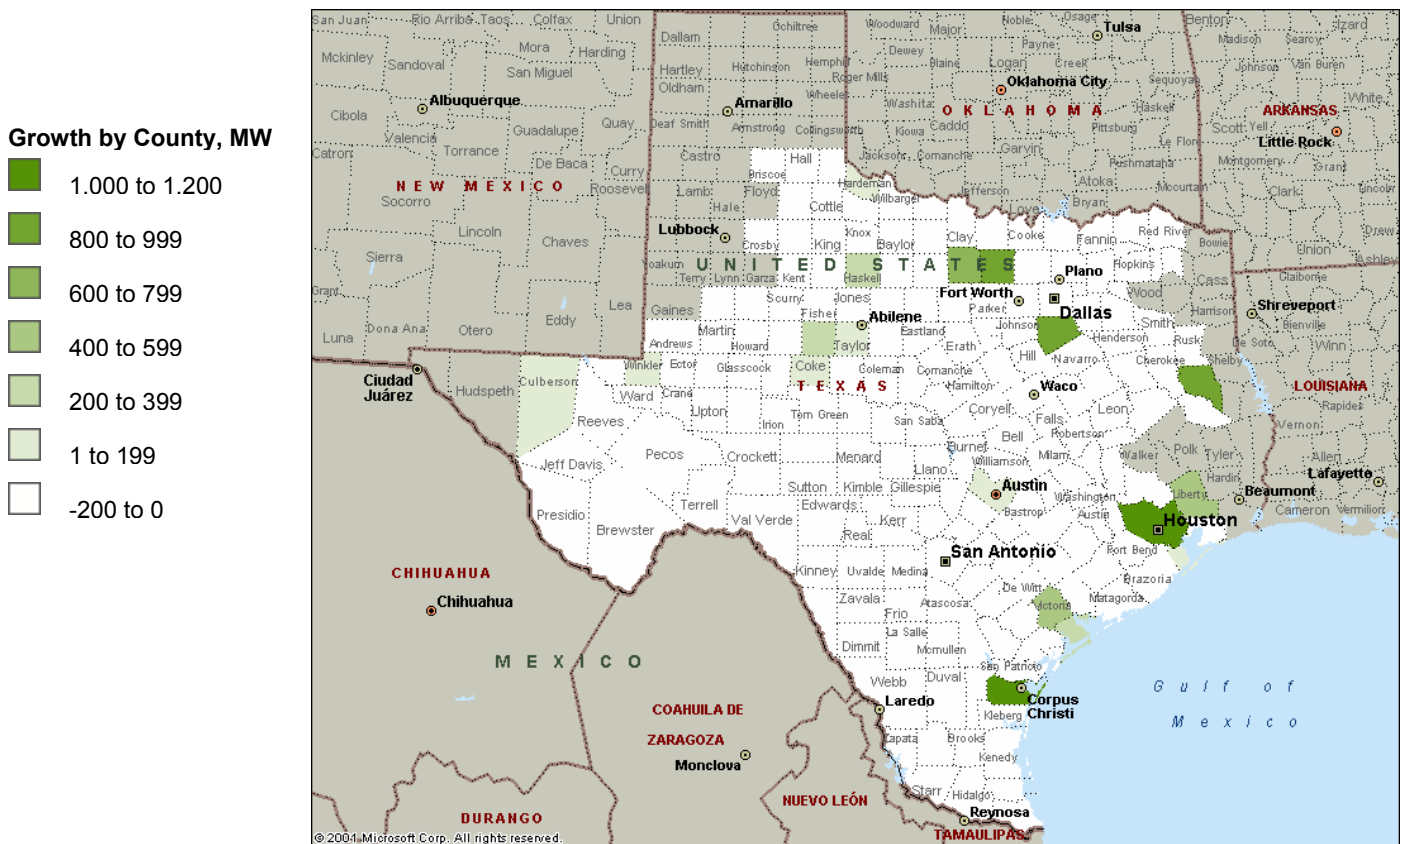 Growth by County, MW
1.000 to 1.200
800 to 999
600 to 799
400 to 599
200 to 399
1 to 199
-200 to 0
San Juan Rio Arriba Taos Colfax Union
Mckinley Sandoval Mora Harding
San Miguel
Albuquerque
Cibola Valencia Guadalupe Quay
Catron Torrance De Baca Curry
NEW MEXICO Roosevelt
Socorro
Lincoln Chaves
Sierra
Grant Lea
Eddy
Luna Dona Ana Otero
Dallam Ochiltree
Hartley Hutchinson Hemphill
Oldham Roger Mills
Wheeler
Amarillo
Deaf Smith Armstrong Collingsworth
Castro Hall
Briscoe
Lamb Floyd
Hale Cottle
Hardeman
Wilbarger
Lubbock
Crosby King Knox Baylor Clay Cooke Fannin Red River Bowie
Yoakum UNITED STATES
Terry Lynn Garza Kent Haskell
Hopkins Cass
Plano
Fort Worth
Dallas
Gaines Scurry Jones Parker Wood Harrison
Fisher
Abilene
Martin Eastland Johnson Smith
Andrews Howard Taylor Erath Henderson Rusk
Hill Navarro Cherokee Shelby
Winkler Ector Glasscock Coke Coleman Comanche
TEXAS
Hamilton Waco
Ciudad
Juárez
Hudspeth Culberson
Ward Crane
Upton Tom Green Coryell Falls Leon
Reeves Irion San Saba Bell Robertson
Jeff Davis Pecos Crockett Menard Burnet Milam Walker Polk Tyler
Llano Williamson
Sutton Kimble Gillespie
Austin
Washington
Liberty Hardin
Beaumont
Presidio Terrell Edwards Bastrop Austin
Brewster Val Verde Kerr
Houston
Real
San Antonio
Fort Bend
Kinney Uvalde Medina
Brazoria
De Witt
Zavala Atascosa Victoria Matagorda
Frio
La Salle
Dimmit Mcmullen
San Patricio
Webb Duval
Laredo
Corpus
Christi
Kleberg
Zapata Brooks
Kenedy
Starr Hidalgo
Reynosa
TAMAULIPAS
Woodward Major Noble Osage
Tulsa
Dewey Payne
Blaine Logan Creek
Oklahoma City
Sequoyah
Washita OKLAHOMA Haskell
Kiowa Caddo Pittsburg
Garvin Le Flore
Jackson Comanche Pushmataha
Jefferson Atoka Mccurtain
Love Bryan
Benton Izard
Madison Searcy
Johnson Van Buren
White
ARKANSAS
Scott Yell
Little Rock
Montgomery Grant
Clark Lincoln
Drew
Union
Ashley
Claiborne
Shreveport
Bienville
De Soto Winn
LOUISIANA
Rapides
Vernon
Allen
Lafayette
Cameron Vermilion
CHIHUAHUA
Chihuahua
MEXICO
COAHUILA DE
ZARAGOZA
Monclova
NUEVO LEÓN
DURANGO
Gulf of
Mexico
© 2004 Microsoft Corp. All rights reserved.